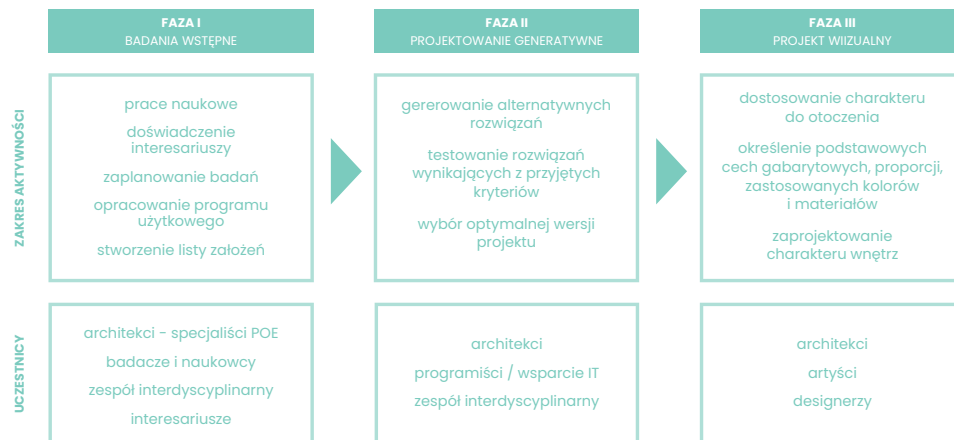 FAZA I
BADANIA WSTĘPNE
FAZA II
PROJEKTOWANIE GENERATYWNE
FAZA III
PROJEKT WIIZUALNY
ZAKRES AKTYWNOŚCI
prace naukowe
doświadczenie
interesariuszy
zaplanowanie badań
opracowanie programu
użytkowego
stworzenie listy założeń
gererowanie alternatywnych
rozwiązań
testowanie rozwiązań
wynikających z przyjętych
kryteriów
wybór optymalnej wersji
projektu
dostosowanie charakteru
do otoczenia
określenie podstawowych
cech gabarytowych, proporcji,
zastosowanych kolorów
i materiałów
zaprojektowanie
charakteru wnętrz
UCZESTNICY
architekci - specjaliści POE
badacze i naukowcy
zespół interdyscyplinarny
interesariusze
architekci
programiści / wsparcie IT
zespół interdyscyplinarny
architekci
artyści
designerzy